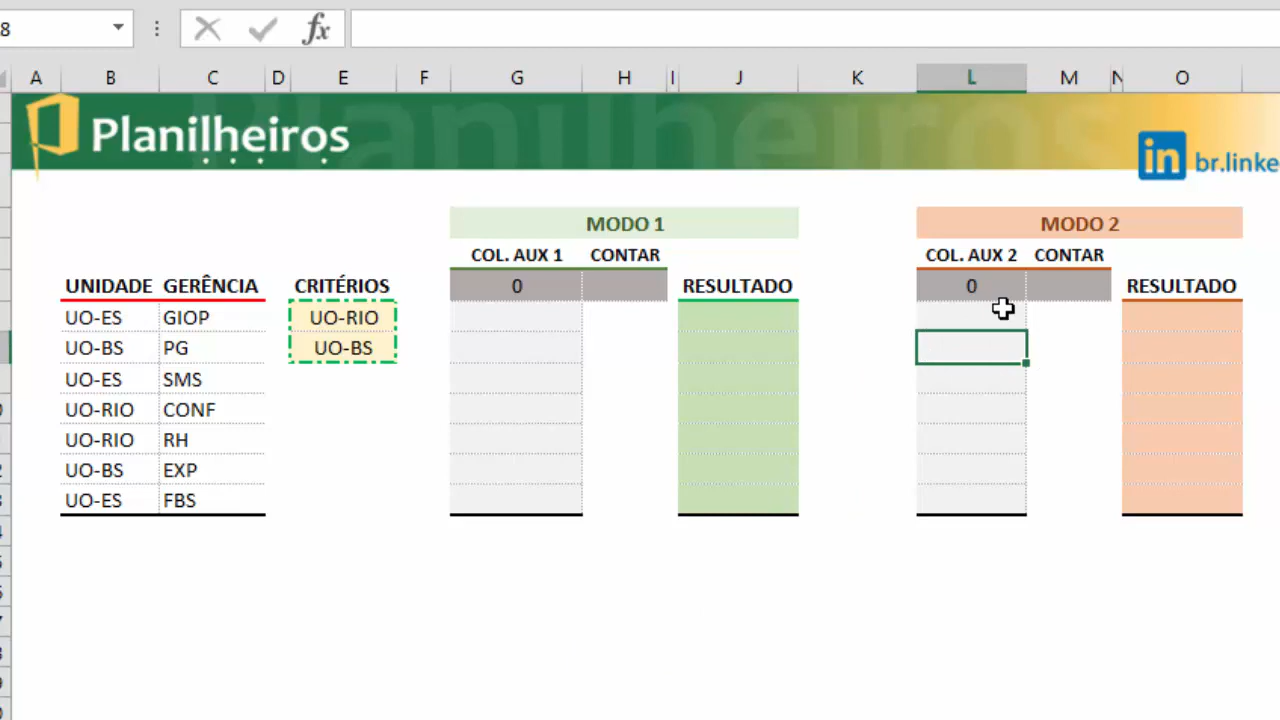 8 fx
A B C D E F G H I J K L M N O
Planilheiros
in br.linke
MODO 1 MODO 2
COL. AUX 1 CONTAR COL. AUX 2 CONTAR
UNIDADE GERÊNCIA CRITÉRIOS 0 RESULTADO 0 RESULTADO
UO-ES GIOP UO-RIO
UO-BS PG UO-BS
UO-ES SMS
UO-RIO CONF
UO-RIO RH
UO-BS EXP
UO-ES FBS